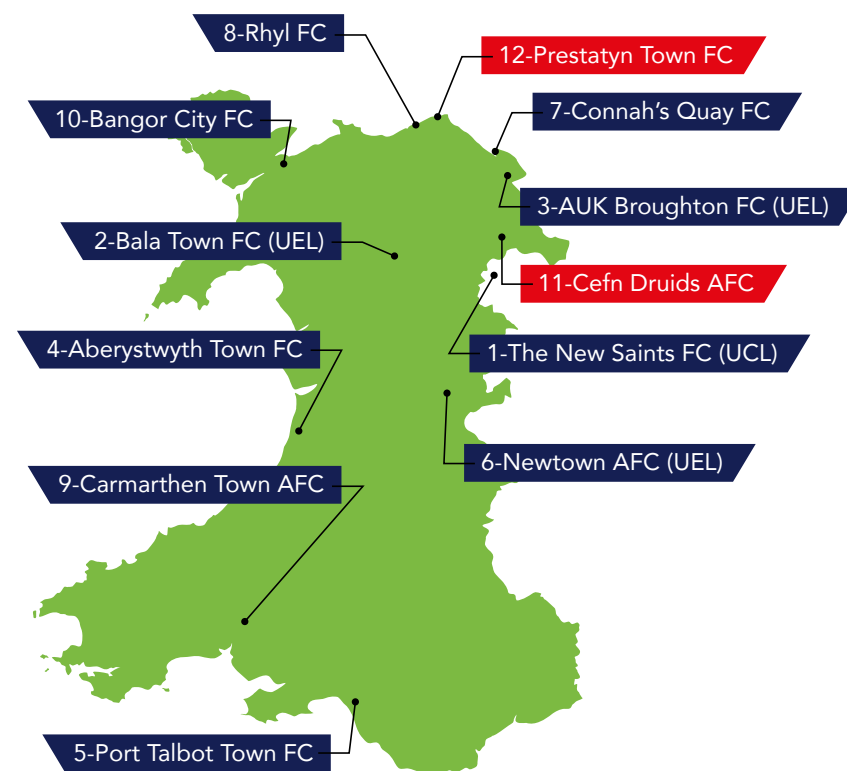 8-Rhyl FC
12-Prestatyn Town FC
10-Bangor City FC
7-Connah’s Quay FC
3-AUK Broughton FC (UEL)
2-Bala Town FC (UEL)
11-Cefn Druids AFC
4-Aberystwyth Town FC
1-The New Saints FC (UCL)
6-Newtown AFC (UEL)
9-Carmarthen Town AFC
5-Port Talbot Town FC